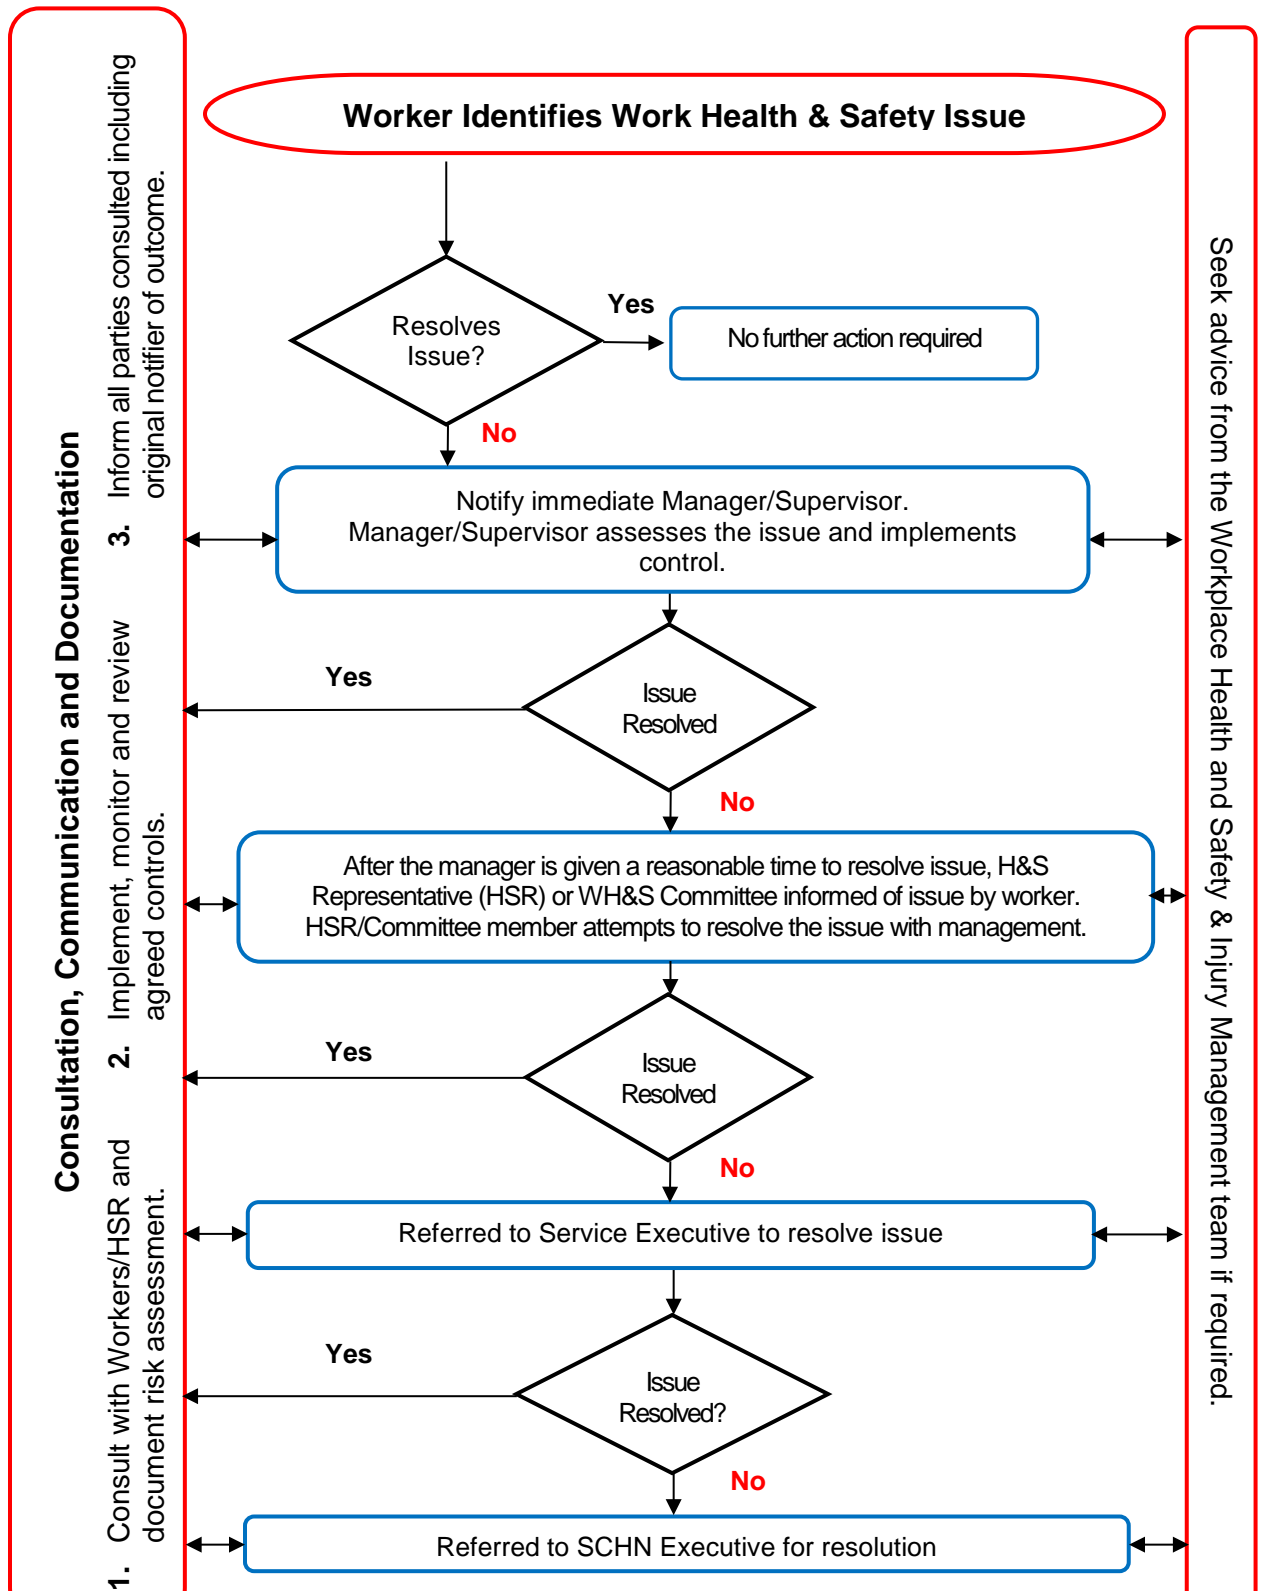 Consultation, Communication and Documentation
1. Consult with Workers/HSR and
document risk assessment.
2. Implement, monitor and review
agreed controls.
3. Inform all parties consulted including
original notifier of outcome.
Worker Identifies Work Health & Safety Issue
Resolves
Issue?
Yes
No further action required
No
Notify immediate Manager/Supervisor.
Manager/Supervisor assesses the issue and implements
control.
Issue
Resolved
Yes
No
After the manager is given a reasonable time to resolve issue, H&S
Representative (HSR) or WH&S Committee informed of issue by worker.
HSR/Committee member attempts to resolve the issue with management.
Issue
Resolved
Yes
No
Referred to Service Executive to resolve issue
Issue
Resolved?
Yes
No
Referred to SCHN Executive for resolution
Seek advice from the Workplace Health and Safety & Injury Management team if required.